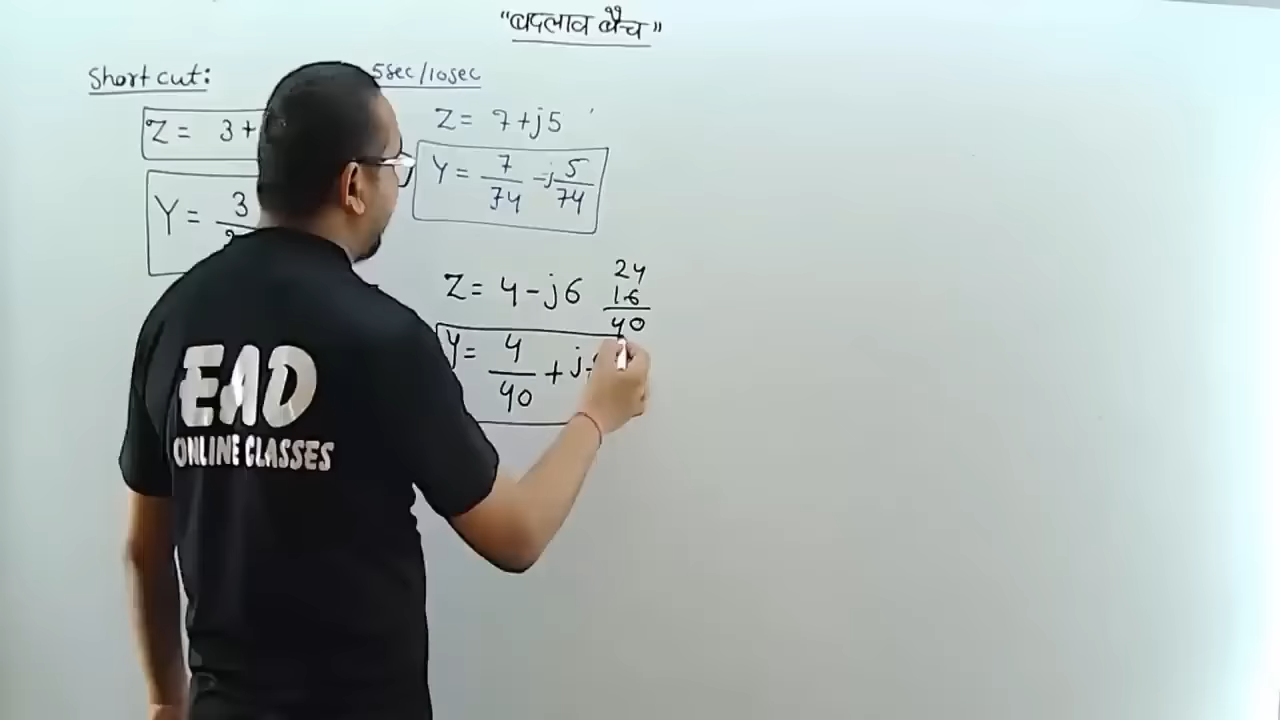 "बदलाव बैच"
Short cut:
5sec/10sec
Z = 3+
Y = 3
Z = 7+j5
Y = 7/74 -j 5/74
Z = 4-j6
24
16
40
Y = 4/40 + j
EAD
ONLINE CLASSES